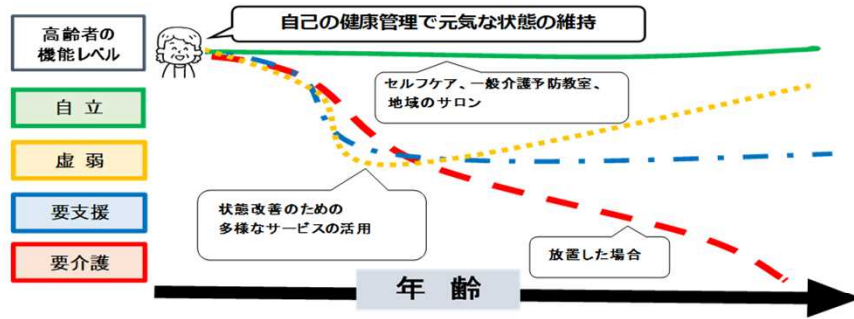 高齢者の
機能レベル
自己の健康管理で元気な状態の維持
セルフケア、一般介護予防教室、
地域のサロン
自 立
虚 弱
要支援
要介護
状態改善のための
多様なサービスの活用
放置した場合
年 齢